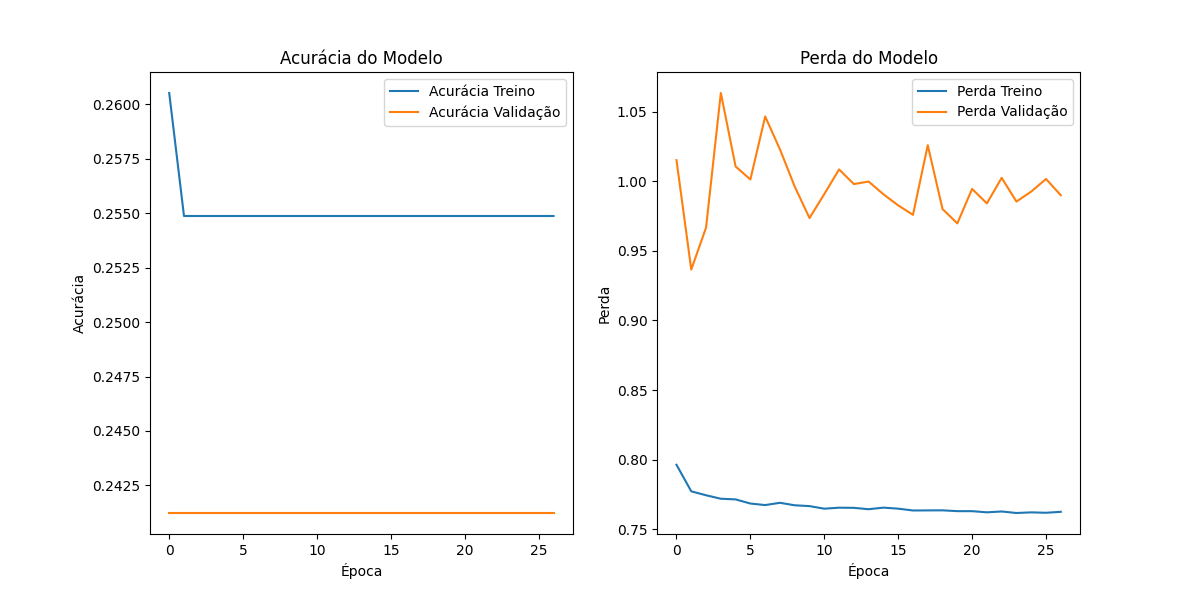 Acurácia do Modelo
Acurácia
0.2600
0.2575
0.2550
0.2525
0.2500
0.2475
0.2450
0.2425
0 5 10 15 20 25
Época
Acurácia Treino
Acurácia Validação
Perda do Modelo
Perda
1.05
1.00
0.95
0.90
0.85
0.80
0.75
0 5 10 15 20 25
Época
Perda Treino
Perda Validação